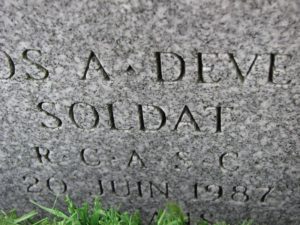 OS A. DEVE
SOLDAT
R C A S C
20 JUIN 1987